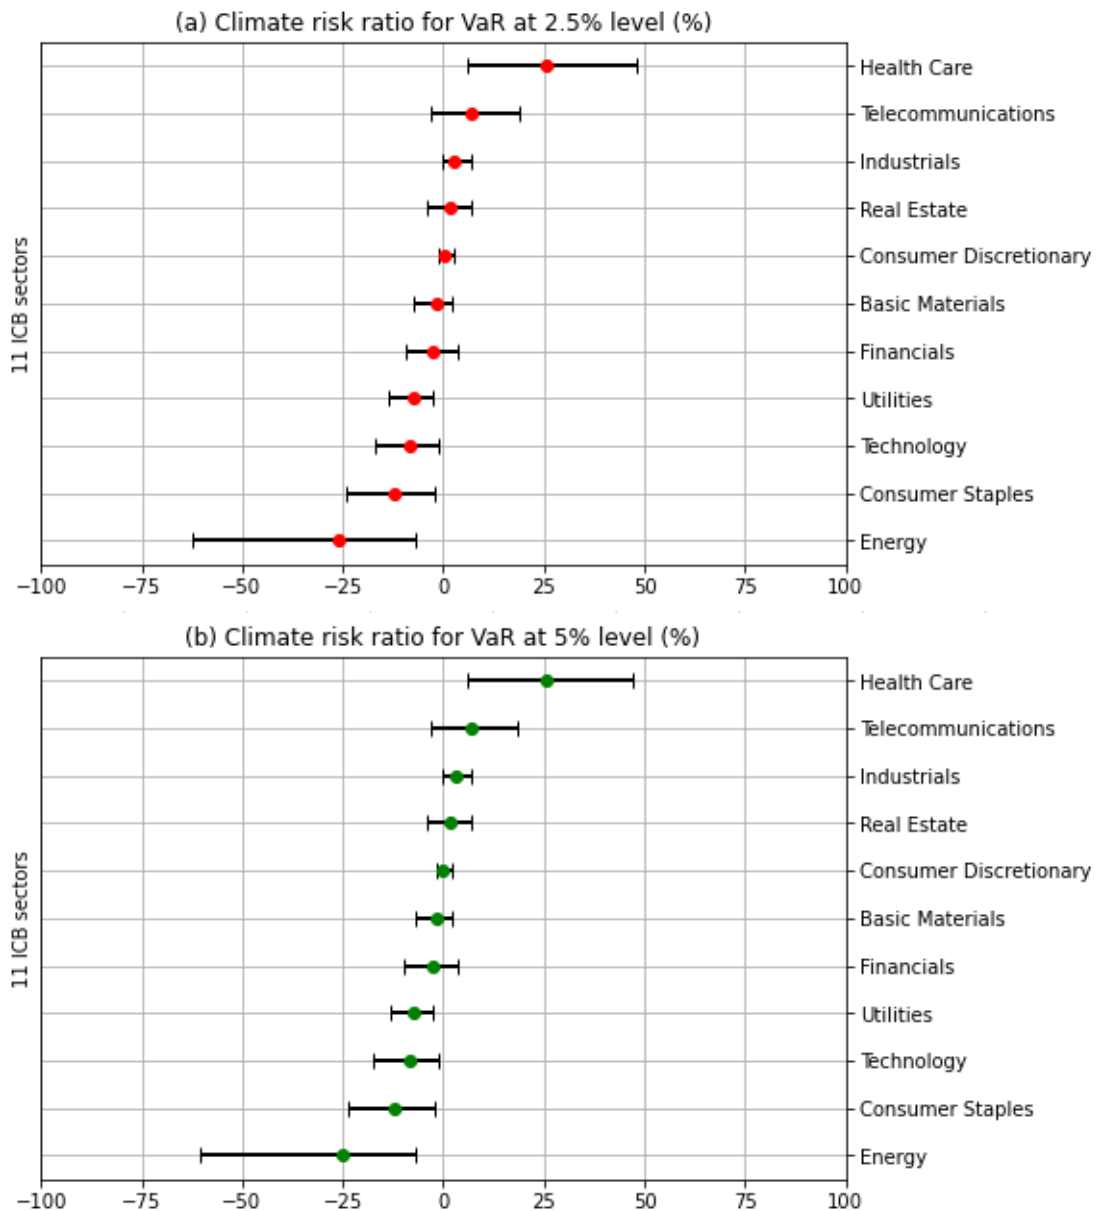 (a) Climate risk ratio for VaR at 2.5% level (%)
Health Care
Telecommunications
Industrials
Real Estate
Consumer Discretionary
Basic Materials
Financials
Utilities
Technology
Consumer Staples
Energy
11 ICB sectors
−100 −75 −50 −25 0 25 50 75 100
(b) Climate risk ratio for VaR at 5% level (%)
Health Care
Telecommunications
Industrials
Real Estate
Consumer Discretionary
Basic Materials
Financials
Utilities
Technology
Consumer Staples
Energy
11 ICB sectors
−100 −75 −50 −25 0 25 50 75 100